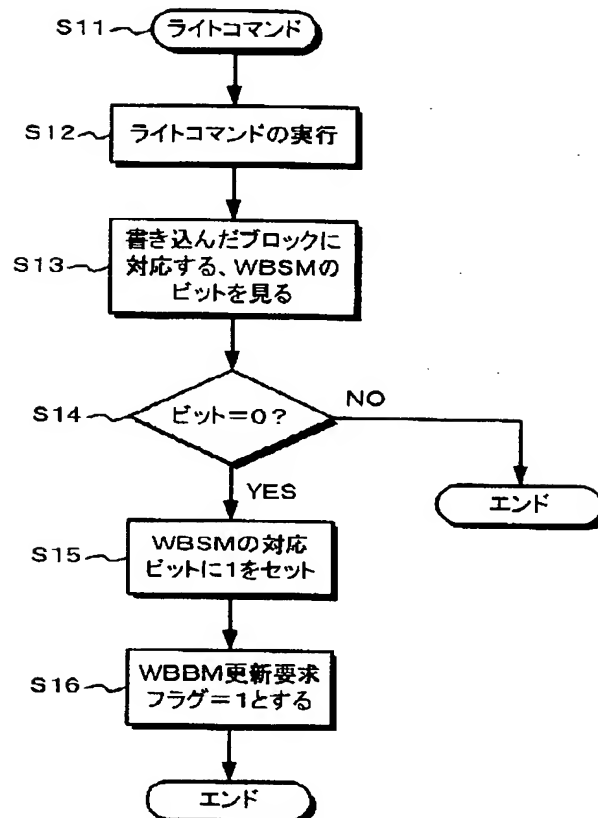 S11
ライトコマンド
S12
ライトコマンドの実行
S13
書き込んだブロックに
対応する、WBSMの
ビットを見る
S14
ビット=0?
NO
エンド
YES
S15
WBSMの対応
ビットに1をセット
S16
WBBM更新要求
フラグ=1とする
エンド